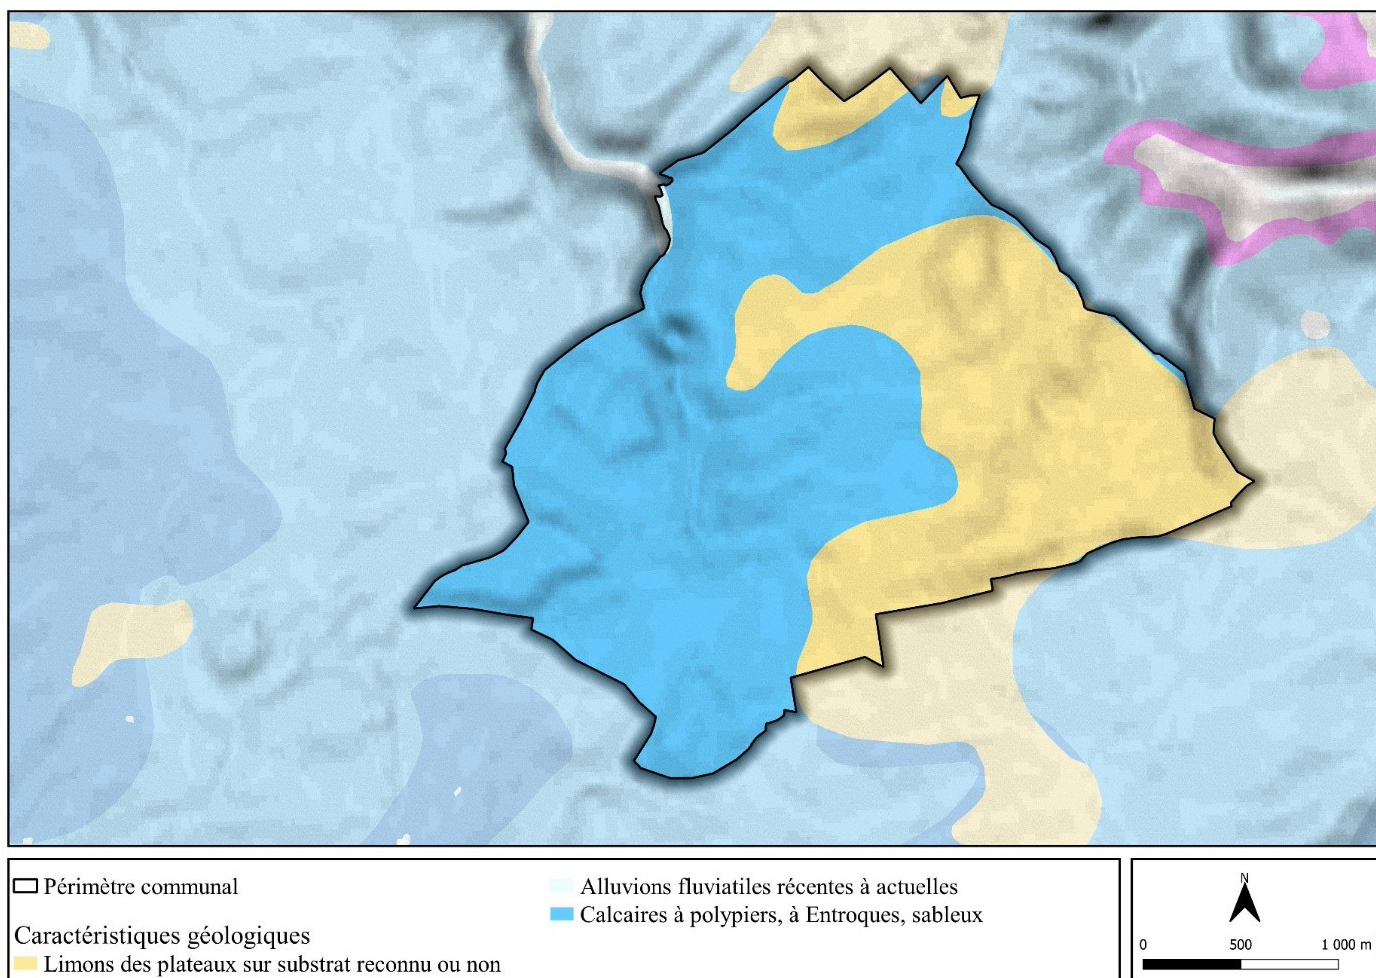 Périmètre communal
Caractéristiques géologiques
Limons des plateaux sur substrat reconnu ou non
Alluvions fluviatiles récentes à actuelles
Calcaires à polypiers, à Entroques, sableux
N
0 500 1 000 m